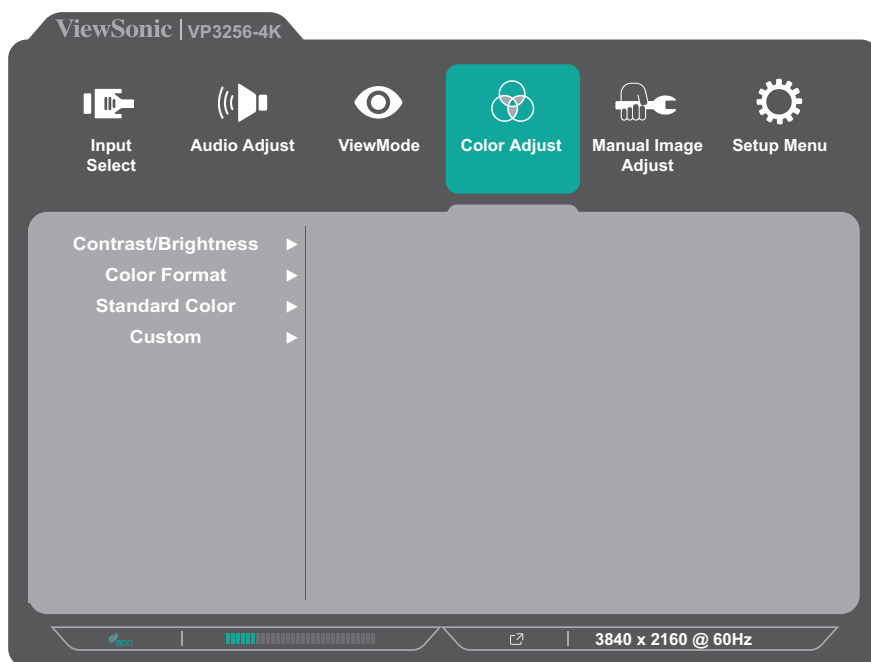 ViewSonic | VP3256-4K
Input Select
Audio Adjust
ViewMode
Color Adjust
Manual Image Adjust
Setup Menu
Contrast/Brightness
Color Format
Standard Color
Custom
eco
3840 x 2160 @ 60Hz